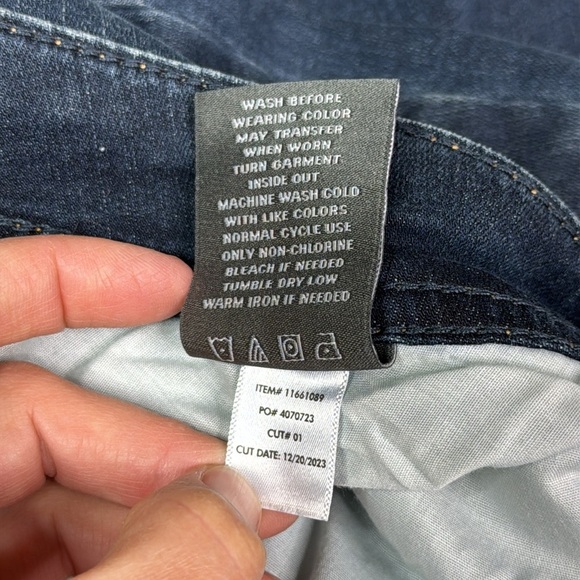 WASH BEFORE
WEARING COLOR
MAY TRANSFER
WHEN WORN
TURN GARMENT
INSIDE OUT
MACHINE WASH COLD
WITH LIKE COLORS
NORMAL CYCLE USE
ONLY NON-CHLORINE
BLEACH IF NEEDED
TUMBLE DRY LOW
WARM IRON IF NEEDED
ITEM# 11661089
PO# 4070723
CUT# 01
CUT DATE: 12/20/2023